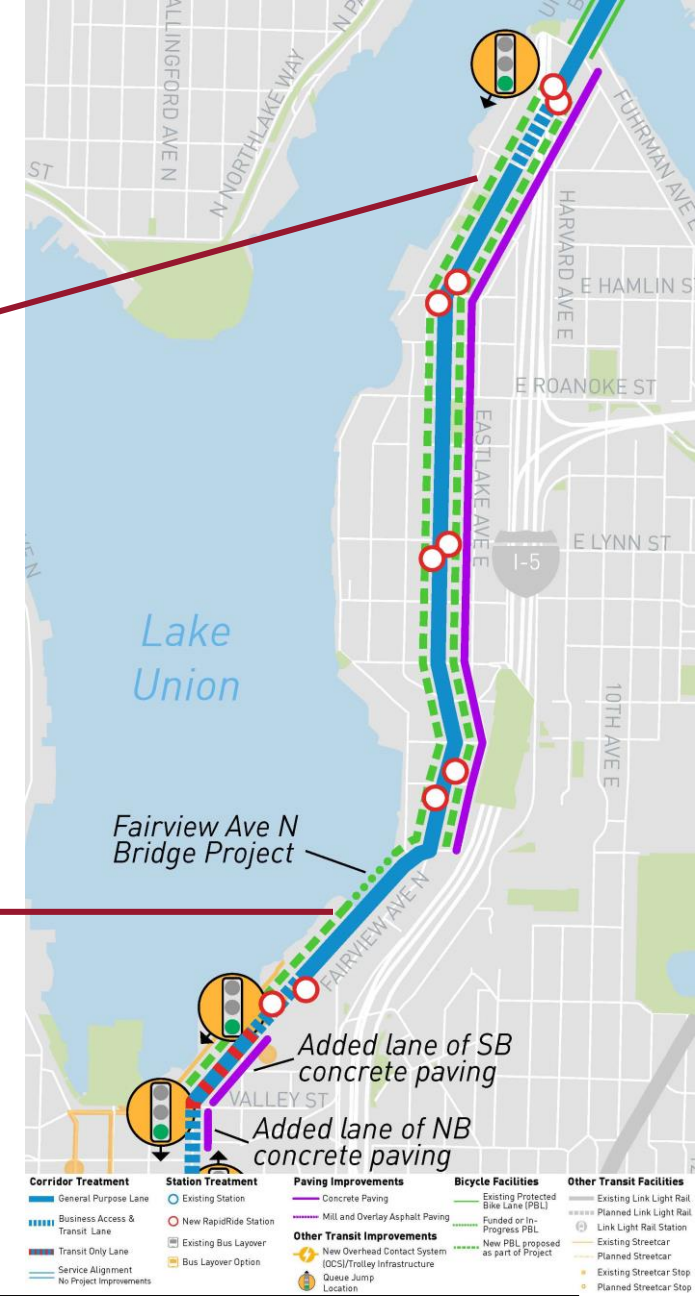 ALLINGFORD AVE N
N PA
N NORTHLAKE WAY
ST
FUHRMAN AVE E
HARVARD AVE E
E HAMLIN S
E ROANOKE ST
EASTLAKE AVE E
I-5
E LYNN ST
Lake
Union
10TH AVE E
VE N
Fairview Ave N
Bridge Project
FAIRVIEW AVE N
Added lane of SB
concrete paving
VALLEY ST
Added lane of NB
concrete paving
Corridor Treatment
General Purpose Lane
Business Access &
Transit Lane
Transit Only Lane
Service Alignment
No Project Improvements
Station Treatment
Existing Station
New RapidRide Station
Existing Bus Layover
Bus Layover Option
Paving Improvements
Concrete Paving
Mill and Overlay Asphalt Paving
Other Transit Improvements
New Overhead Contact System
(OCS)/Trolley Infrastructure
Queue Jump
Location
Bicycle Facilities
Existing Protected
Bike Lane (PBL)
Funded or In-
Progress PBL
New PBL proposed
as part of Project
Other Transit Facilities
Existing Link Light Rail
Planned Link Light Rail
Link Light Rail Station
Existing Streetcar
Planned Streetcar
Existing Streetcar Stop
Planned Streetcar Stop